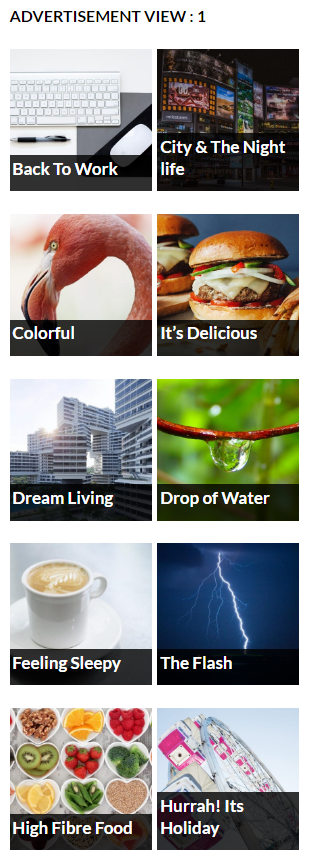 ADVERTISEMENT VIEW : 1
Back To Work
City & The Night
life
Colorful
It’s Delicious
Dream Living
Drop of Water
Feeling Sleepy
The Flash
High Fibre Food
Hurrah! Its
Holiday